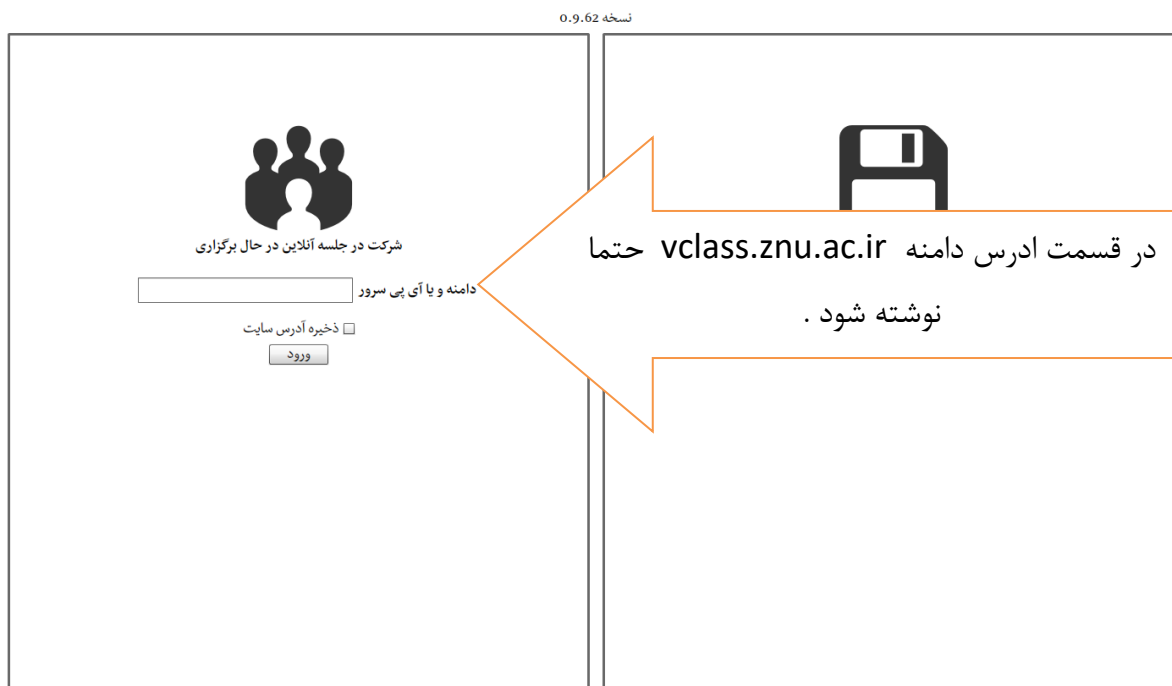 نسخه 0.9.62
شرکت در جلسه آنلاین در حال برگزاری
دامنه و یا آی پی سرور
ذخیره آدرس سایت
ورود
در قسمت ادرس دامنه vclass.znu.ac.ir حتما
نوشته شود .